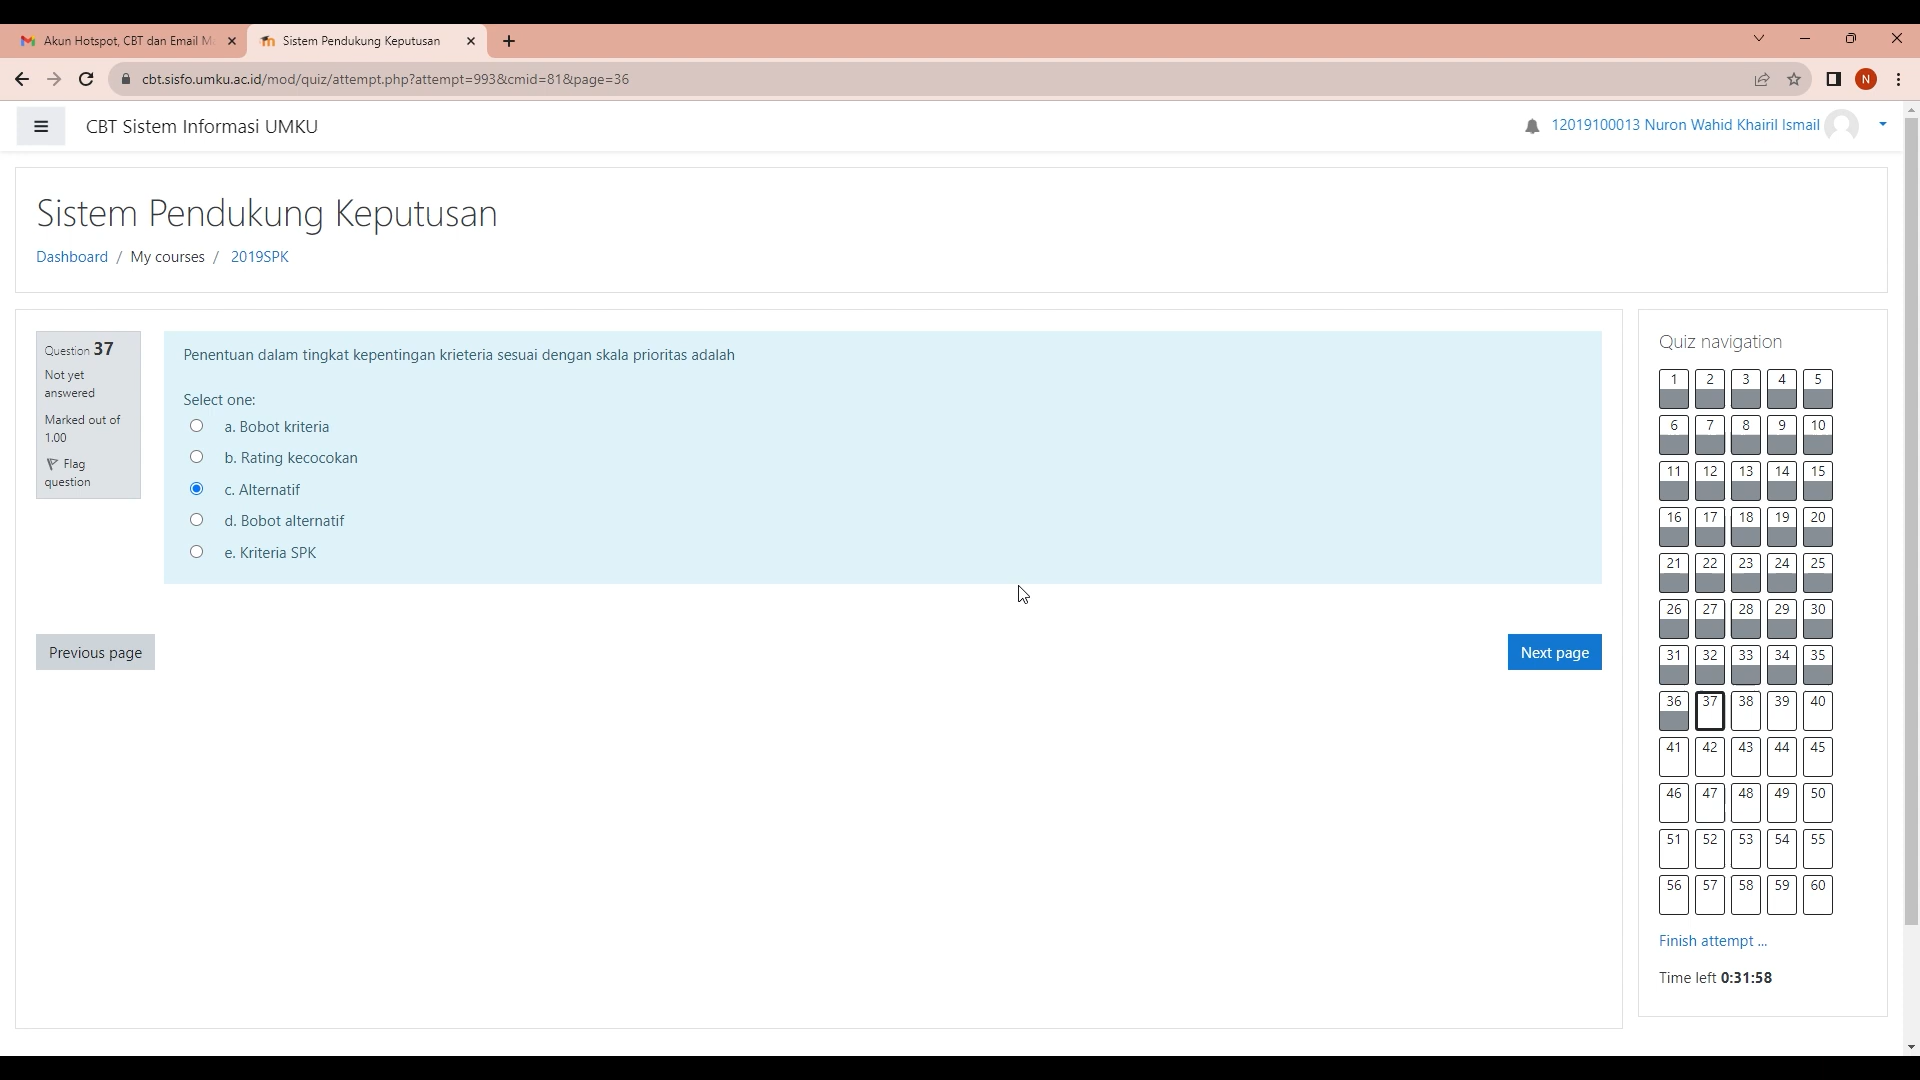 Akun Hotspot, CBT dan Email M
Sistem Pendukung Keputusan
cbt.sisfo.umku.ac.id/mod/quiz/attempt.php?attempt=993&cmid=81&page=36
N
CBT Sistem Informasi UMKU
12019100013 Nuron Wahid Khairil Ismail
Sistem Pendukung Keputusan
Dashboard / My courses / 2019SPK
Question 37
Not yet
answered
Marked out of
1.00
Flag
question
Penentuan dalam tingkat kepentingan krieteria sesuai dengan skala prioritas adalah
Select one:
a. Bobot kriteria
b. Rating kecocokan
c. Alternatif
d. Bobot alternatif
e. Kriteria SPK
Previous page
Next page
Quiz navigation
1 2 3 4 5
6 7 8 9 10
11 12 13 14 15
16 17 18 19 20
21 22 23 24 25
26 27 28 29 30
31 32 33 34 35
36 37 38 39 40
41 42 43 44 45
46 47 48 49 50
51 52 53 54 55
56 57 58 59 60
Finish attempt ...
Time left 0:31:58